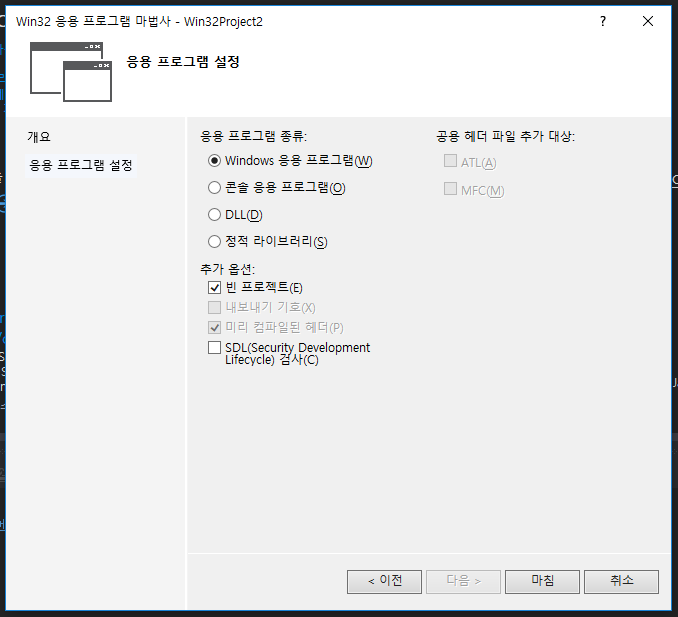 Win32 응용 프로그램 마법사 - Win32Project2
?
응용 프로그램 설정
개요
응용 프로그램 설정
응용 프로그램 종류:
Windows 응용 프로그램(W)
콘솔 응용 프로그램(O)
DLL(D)
정적 라이브러리(S)
추가 옵션:
빈 프로젝트(E)
내보내기 기호(X)
미리 컴파일된 헤더(P)
SDL(Security Development
Lifecycle) 검사(C)
공용 헤더 파일 추가 대상:
ATL(A)
MFC(M)
< 이전
다음 >
마침
취소